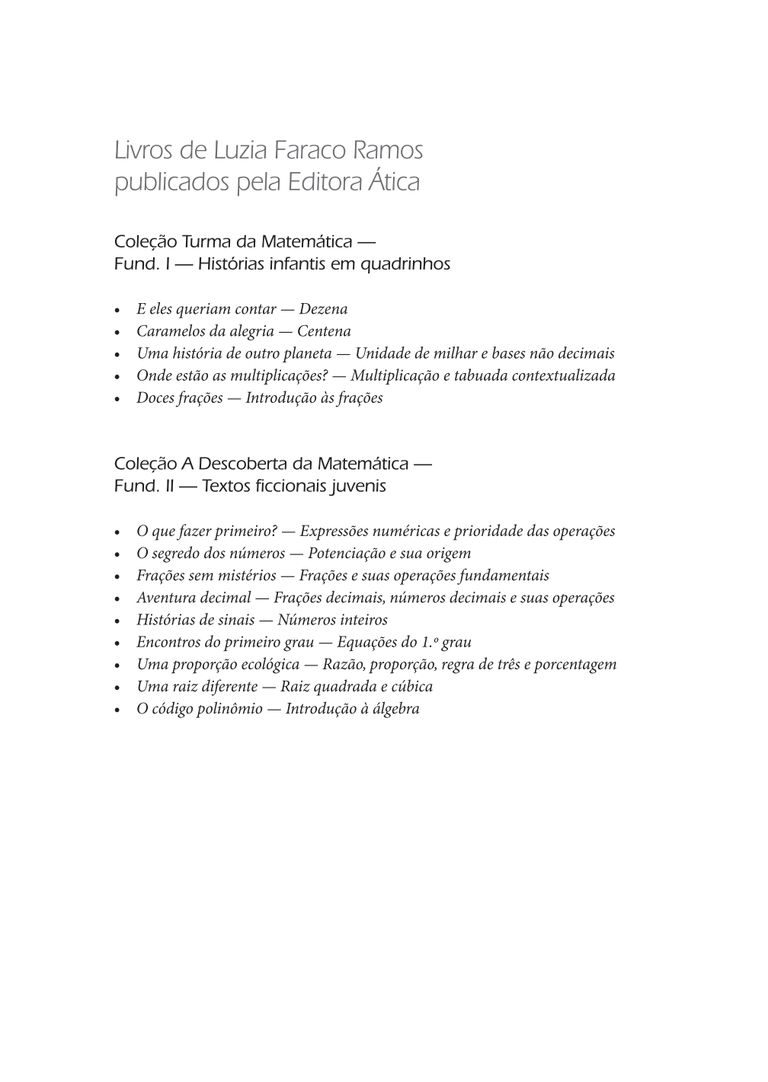 Livros de Luzia Faraco Ramos
publicados pela Editora Ática
Coleção Turma da Matemática —
Fund. I — Histórias infantis em quadrinhos
• E eles queriam contar — Dezena
• Caramelos da alegria — Centena
• Uma história de outro planeta — Unidade de milhar e bases não decimais
• Onde estão as multiplicações? — Multiplicação e tabuada contextualizada
• Doces frações — Introdução às frações
Coleção A Descoberta da Matemática —
Fund. II — Textos ficcionais juvenis
• O que fazer primeiro? — Expressões numéricas e prioridade das operações
• O segredo dos números — Potenciação e sua origem
• Frações sem mistérios — Frações e suas operações fundamentais
• Aventura decimal — Frações decimais, números decimais e suas operações
• Histórias de sinais — Números inteiros
• Encontros do primeiro grau — Equações do 1.º grau
• Uma proporção ecológica — Razão, proporção, regra de três e porcentagem
• Uma raiz diferente — Raiz quadrada e cúbica
• O código polinômio — Introdução à álgebra